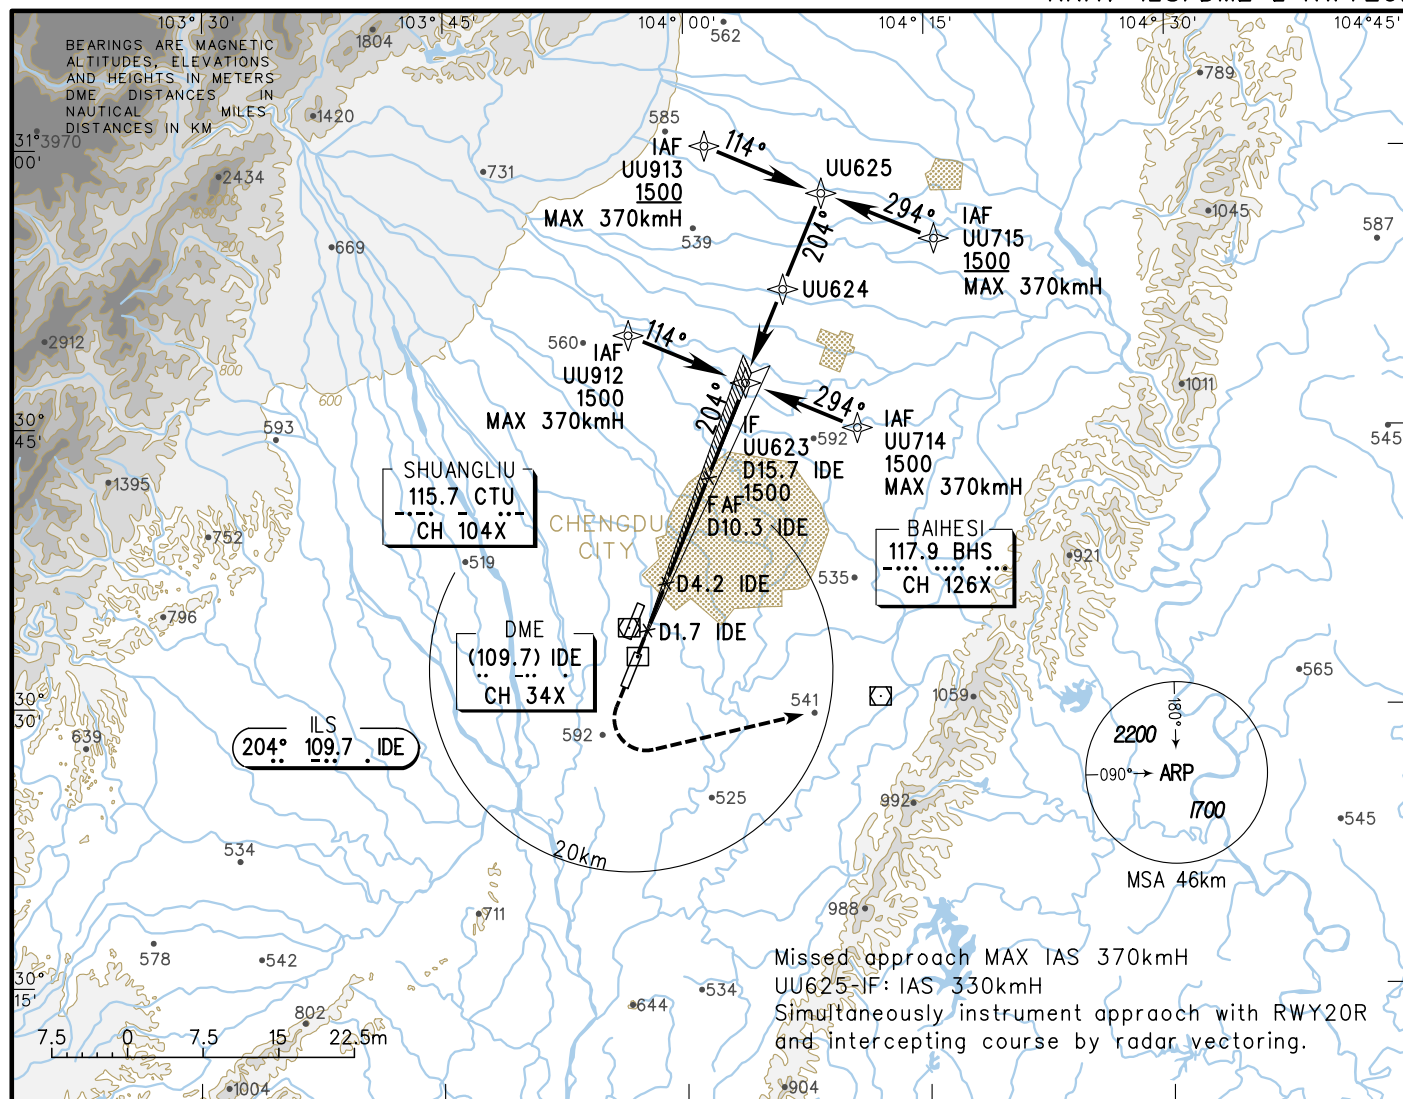 103°30'
103°45'
104°00'
104°15'
104°30'
104°45'
BEARINGS ARE MAGNETIC
ALTITUDES, ELEVATIONS
AND HEIGHTS IN METERS
DME DISTANCES IN
NAUTICAL MILES
DISTANCES IN KM
1804
562
789
1420
585
3970
31°
00'
IAF
UU913
1500
MAX 370kmH
114°
UU625
731
2434
294°
IAF
UU715
1500
MAX 370kmH
1045
587
539
669
1200
204°
UU624
2912
560
114°
IAF
UU912
1500
MAX 370kmH
800
600
1011
204°
294°
IAF
UU714
1500
MAX 370kmH
30°
45'
593
592
545
IF
UU623
D15.7 IDE
1500
FAF
D10.3 IDE
1395
SHUANGLIU
115.7 CTU
CH 104X
CHENGDU
CITY
BAIHESI
117.9 BHS
CH 126X
752
519
535
921
D4.2 IDE
796
D1.7 IDE
DME
(109.7) IDE
CH 34X
565
1059
541
30°
30'
639
ILS
204° 109.7 IDE
592
180°
2200
090°
ARP
1700
MSA 46km
525
992
545
534
20km
711
988
578
542
Missed approach MAX IAS 370kmH
UU625-IF: IAS 330kmH
Simultaneously instrument appraoch with RWY20R
and intercepting course by radar vectoring.
30°
15'
644
534
802
7.5 0 7.5 15 22.5m
1004
904